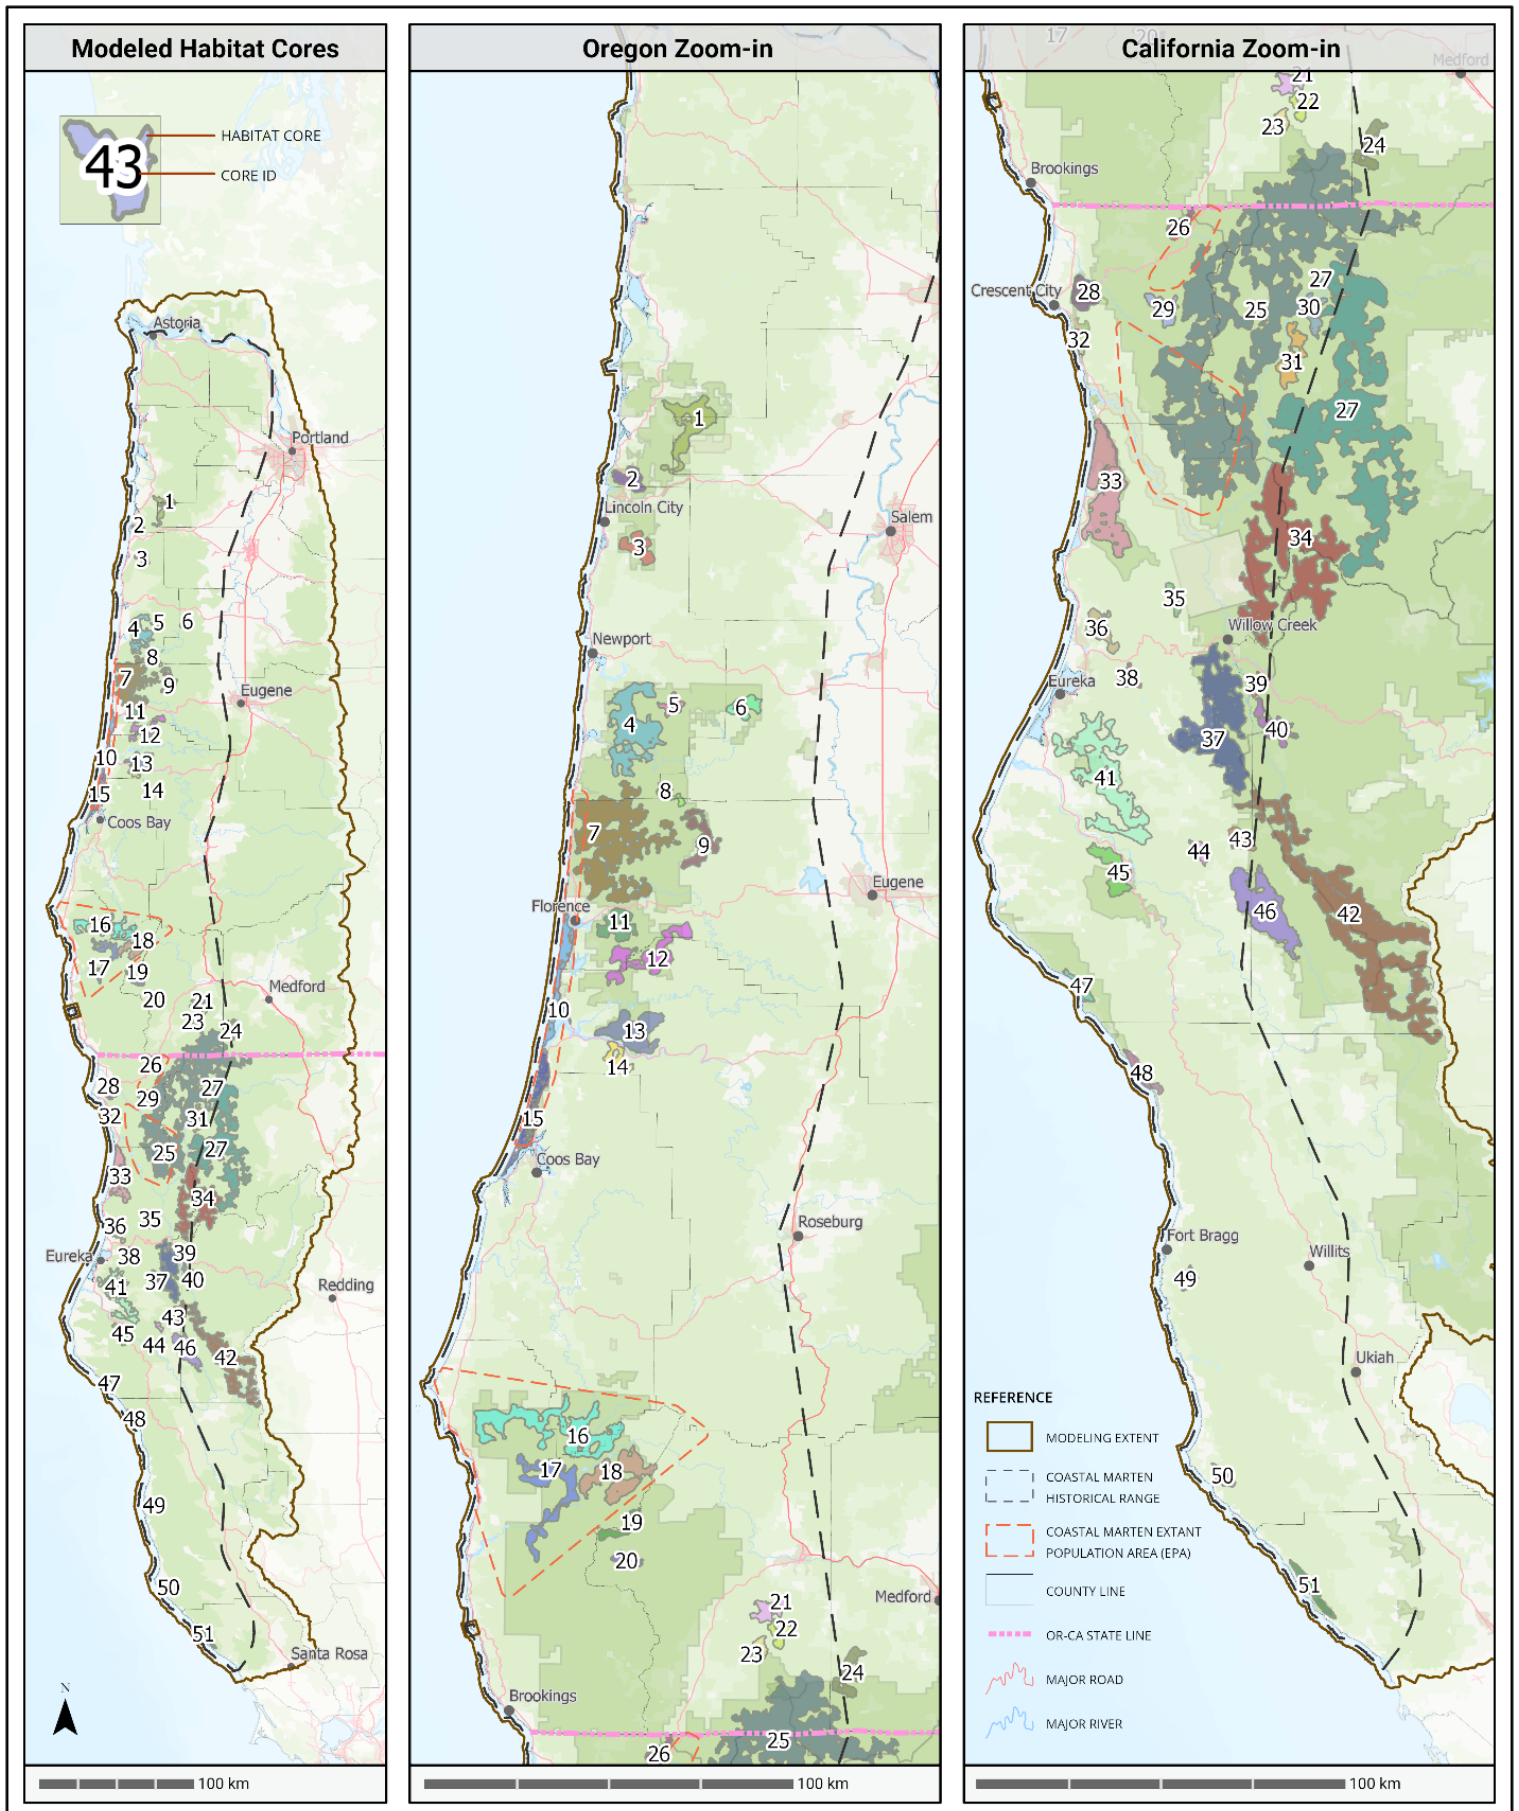 Modeled Habitat Cores
43
HABITAT CORE
CORE ID
Astoria
Portland
1
2
3
4
5
6
8
7
9
Eugene
11
12
10
13
14
15
Coos Bay
16
18
17
19
20
21
Medford
23
24
26
28
27
29
32
31
25
27
33
34
36
35
Eureka
38
39
37
40
41
Redding
43
45
44
46
42
47
48
49
50
51
Santa Rosa
N
100 km
Oregon Zoom-in
1
2
Lincoln City
Salem
3
Newport
4
5
6
8
7
9
Eugene
Florence
11
12
10
13
14
15
Coos Bay
Roseburg
16
17
18
19
20
21
Medford
22
23
24
Brookings
25
26
100 km
California Zoom-in
17
20
Medford
21
22
23
24
Brookings
26
27
Crescent City
28
29
25
30
32
31
27
33
34
35
36
Willow Creek
38
39
Eureka
37
40
41
43
44
45
46
42
47
48
Fort Bragg
Willits
49
Ukiah
50
51
REFERENCE
MODELING EXTENT
COASTAL MARTEN
HISTORICAL RANGE
COASTAL MARTEN EXTANT
POPULATION AREA (EPA)
COUNTY LINE
OR-CA STATE LINE
MAJOR ROAD
MAJOR RIVER
100 km